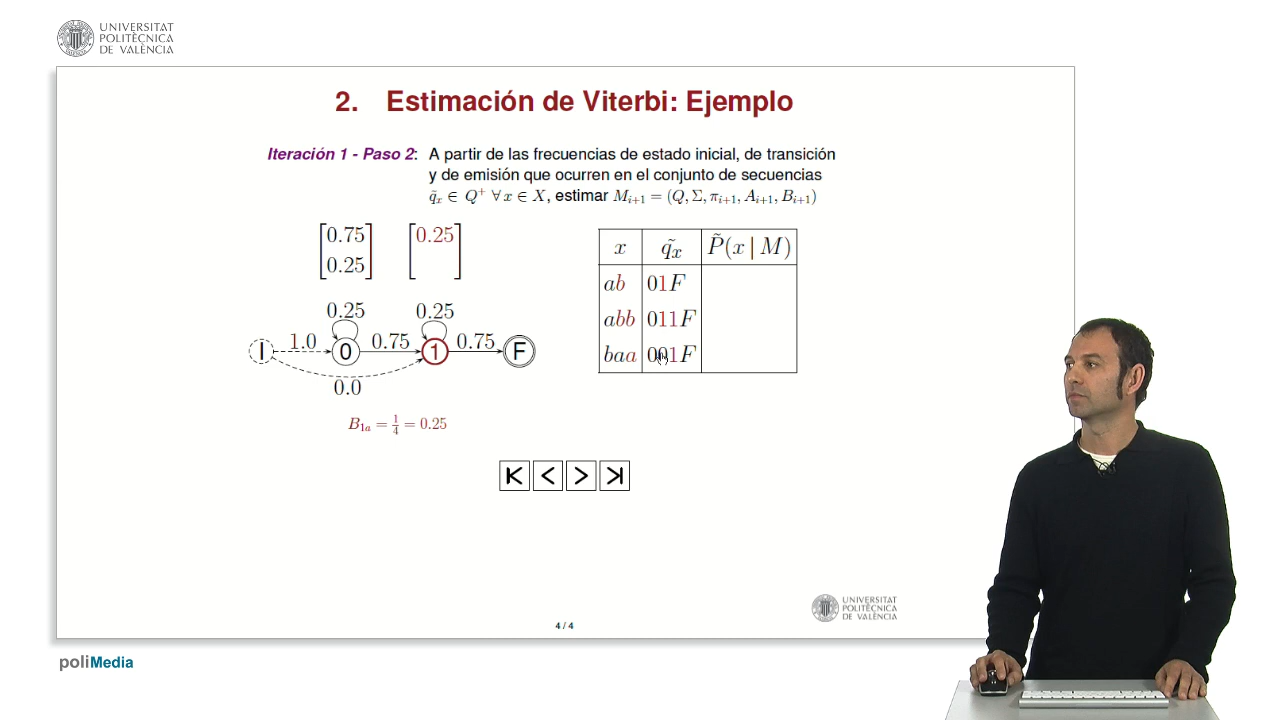 UNIVERSITAT
POLITÈCNICA
DE VALÈNCIA
2. Estimación de Viterbi: Ejemplo
Iteración 1 - Paso 2: A partir de las frecuencias de estado inicial, de transición
y de emisión que ocurren en el conjunto de secuencias
q̃ₓ ∈ Q⁺ ∀ x ∈ X, estimar Mᵢ₊₁ = (Q, Σ, πᵢ₊₁, Aᵢ₊₁, Bᵢ₊₁)
0.75 0.25
0.25
0.25 0.25
I 1.0 0 0.75 1 0.75 F
0.0
B₁ₐ = 1/4 = 0.25
x q̃ₓ P̃(x | M)
ab 01F
abb 011F
baa 001F
UNIVERSITAT
POLITÈCNICA
DE VALÈNCIA
4 / 4
poliMedia